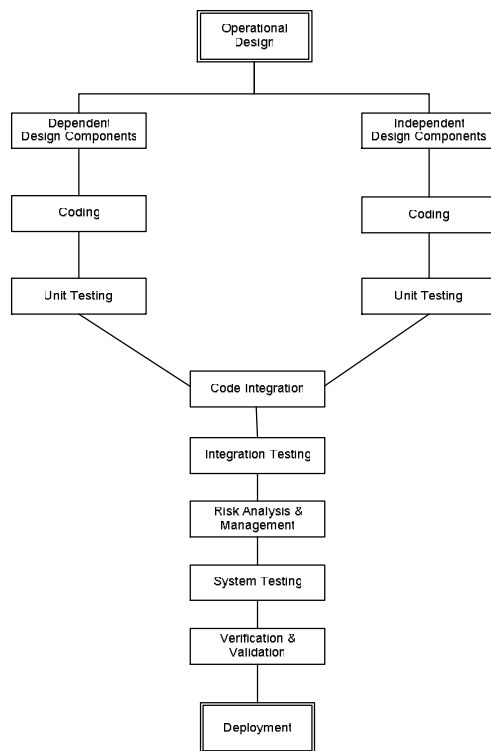 Operational
Design
Dependent
Design Components
Independent
Design Components
Coding
Coding
Unit Testing
Unit Testing
Code Integration
Integration Testing
Risk Analysis &
Management
System Testing
Verification &
Validation
Deployment